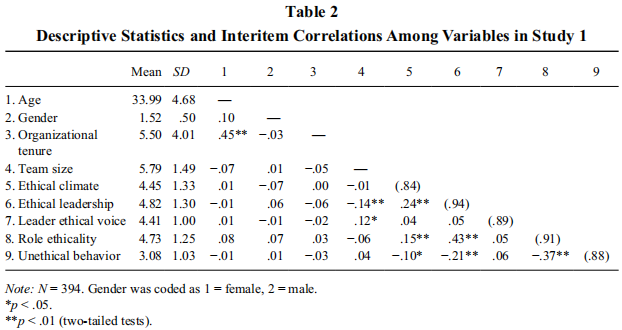 Table 2
Descriptive Statistics and Interitem Correlations Among Variables in Study 1
Mean SD 1 2 3 4 5 6 7 8 9
1. Age 33.99 4.68 —
2. Gender 1.52 .50 .10 —
3. Organizational 5.50 4.01 .45** −.03 —
tenure
4. Team size 5.79 1.49 −.07 .01 −.05 —
5. Ethical climate 4.45 1.33 .01 −.07 .00 −.01 (.84)
6. Ethical leadership 4.82 1.30 −.01 .06 −.06 −.14** .24** (.94)
7. Leader ethical voice 4.41 1.00 .01 −.01 −.02 .12* .04 .05 (.89)
8. Role ethicality 4.73 1.25 .08 .07 .03 −.06 .15** .43** .05 (.91)
9. Unethical behavior 3.08 1.03 −.01 .01 −.03 .04 −.10* −.21** .06 −.37** (.88)
Note: N = 394. Gender was coded as 1 = female, 2 = male.
*p < .05.
**p < .01 (two-tailed tests).